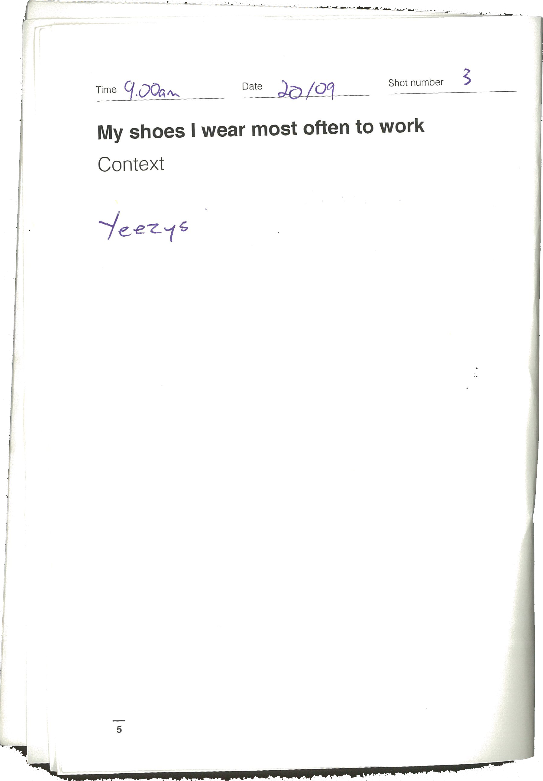 Time 9.00am Date 20/09 Shot number 3
My shoes I wear most often to work
Context
Yeezys
5